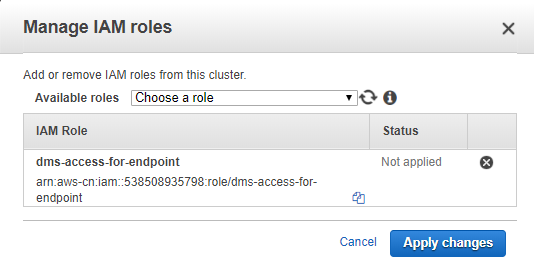 Manage IAM roles
Add or remove IAM roles from this cluster.
Available roles Choose a role
IAM Role Status
dms-access-for-endpoint Not applied
arn:aws-cn:iam::538508935798:role/dms-access-for-
endpoint
Cancel Apply changes